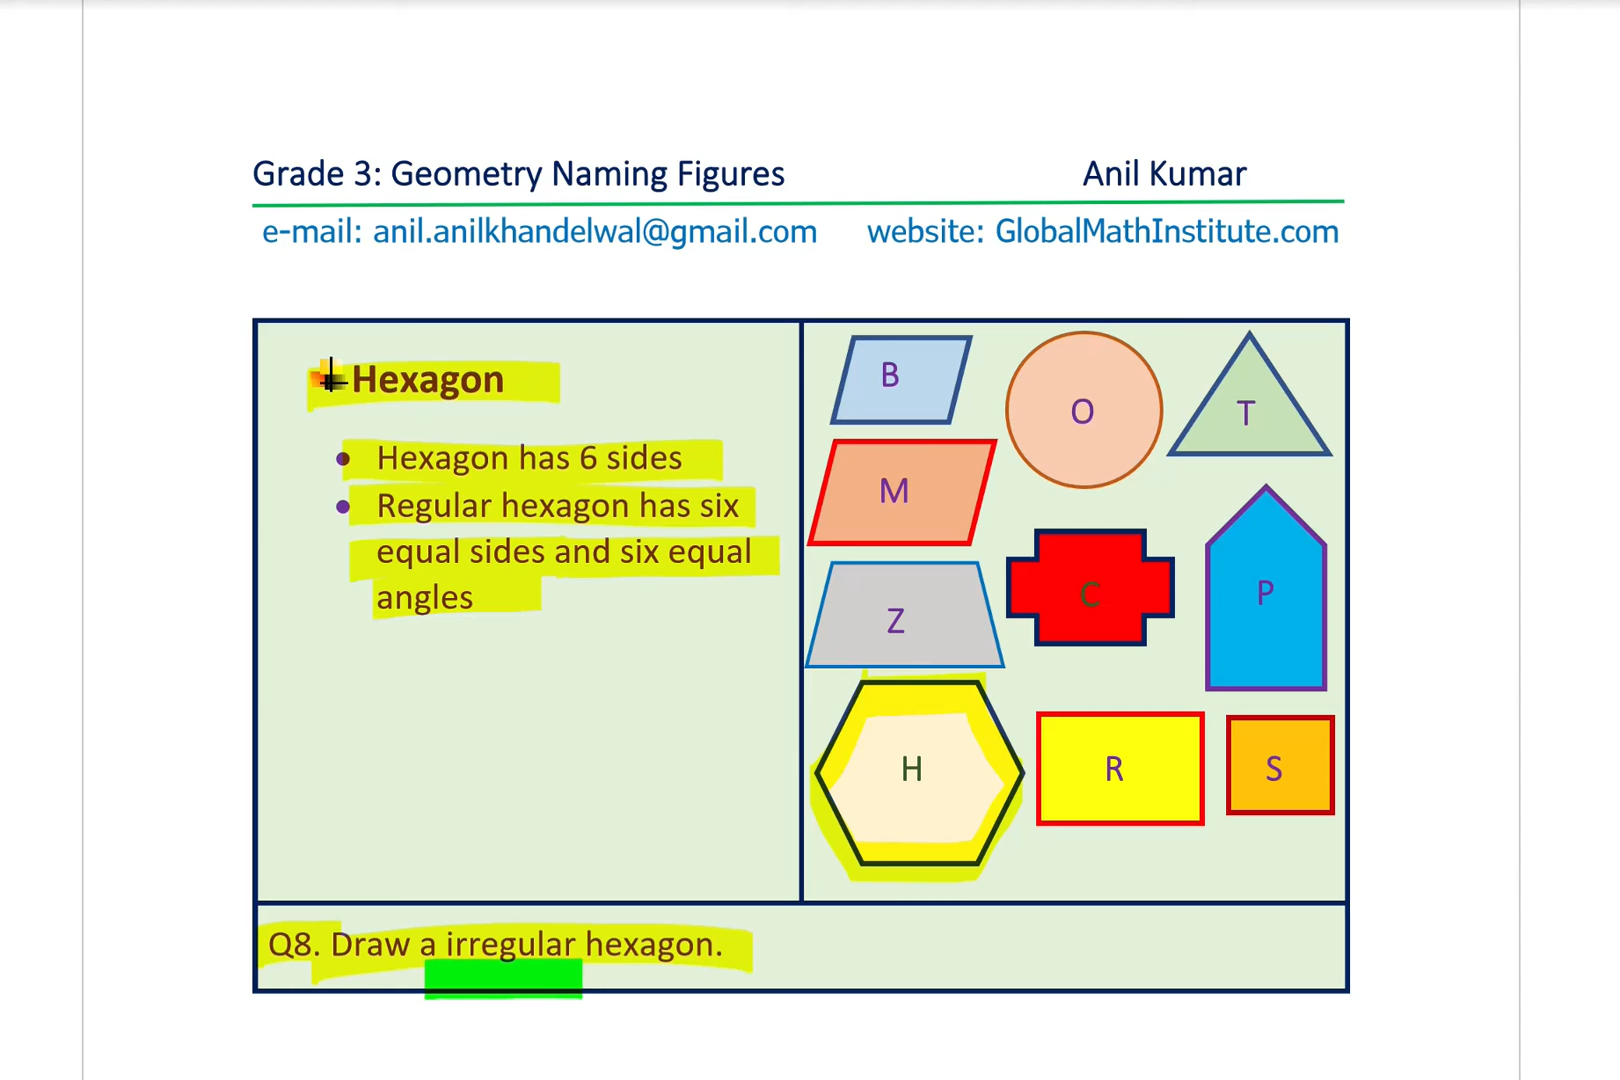 Grade 3: Geometry Naming Figures Anil Kumar
e-mail: anil.anilkhandelwal@gmail.com website: GlobalMathInstitute.com
Hexagon
• Hexagon has 6 sides
• Regular hexagon has six
equal sides and six equal
angles
B O T
M
C P
Z
H R S
Q8. Draw a irregular hexagon.